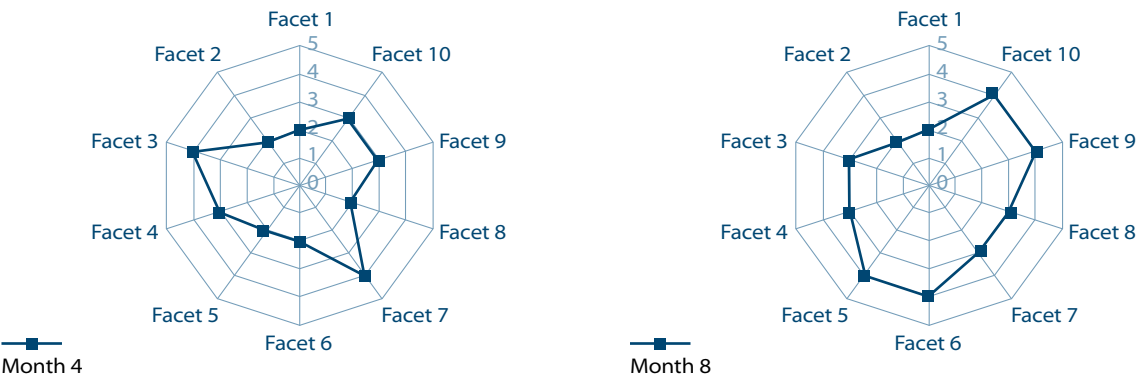 Facet 1
Facet 2
Facet 10
5
4
3
2
1
0
Facet 3
Facet 9
Facet 4
Facet 8
Facet 5
Facet 7
Facet 6
Month 4
Facet 1
Facet 2
Facet 10
5
4
3
2
1
0
Facet 3
Facet 9
Facet 4
Facet 8
Facet 5
Facet 7
Facet 6
Month 8